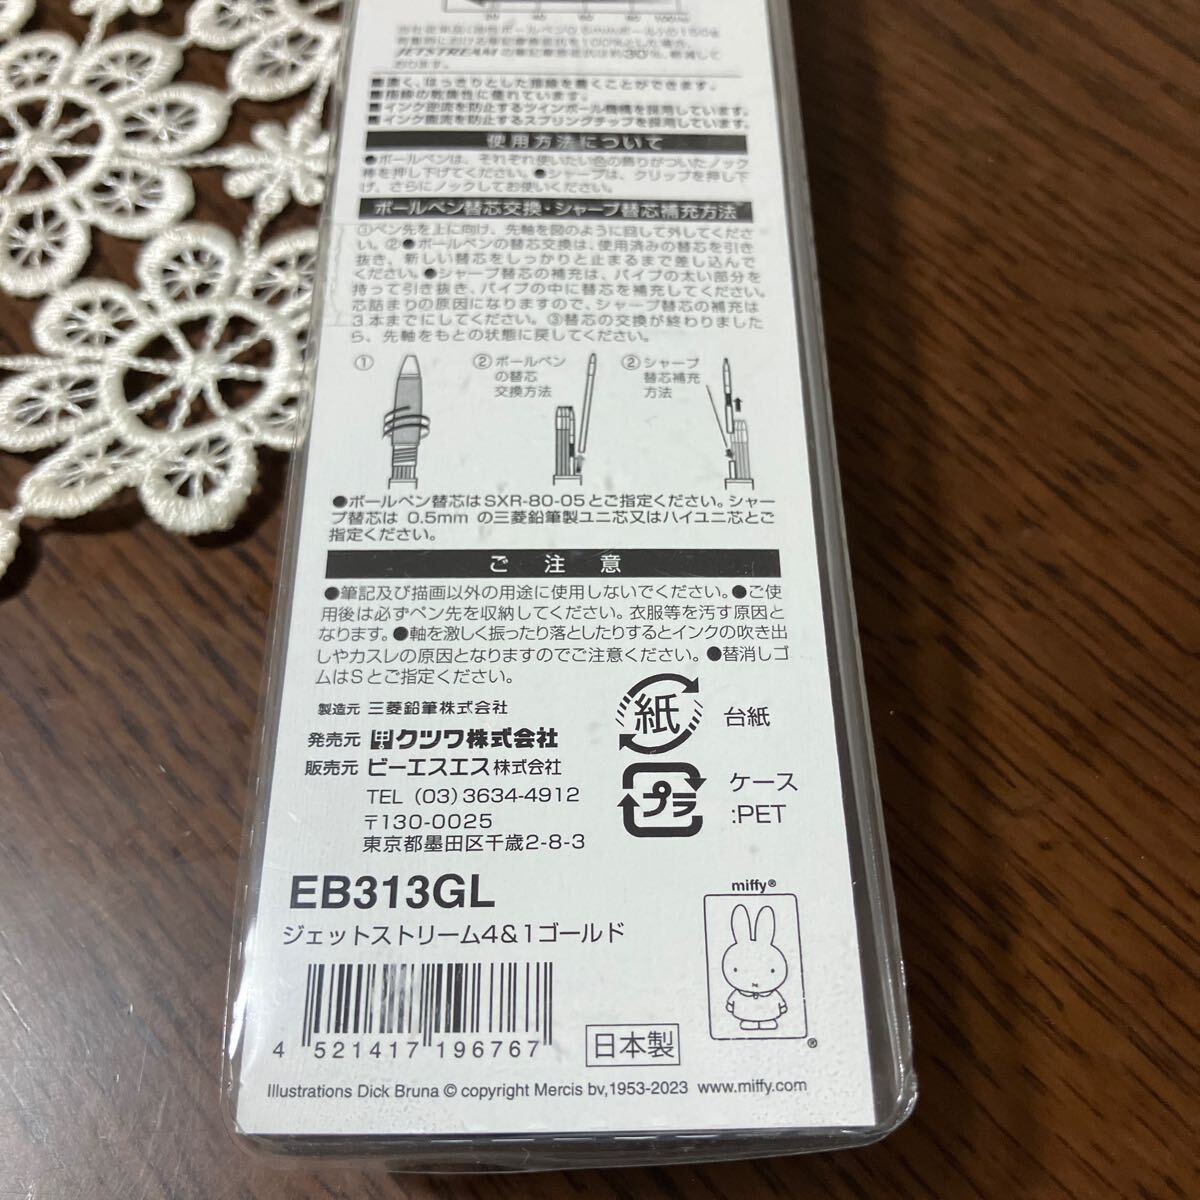 20 40 60 80 100(%)
JETSTREAMの筆記摩擦抵抗は約30%軽減して
おります。
■濃く、はっきりとした描線を書くことができます。
■描線の乾燥性に優れています。
■インク逆流を防止するツインボール機構を採用しています。
■インク直流を防止するスプリングチップを採用しています。
使用方法について
●ボールペンは、それぞれ使いたい色の飾りがついたノック
棒を押し下げてください。●シャープは、クリップを押し下
げ、さらにノックしてお使いください。
ボールペン替芯交換・シャープ替芯補充方法
①ペン先を上に向け、先軸を図のように回して外してくださ
い。②●ボールペンの替芯交換は、使用済みの替芯を引き
抜き、新しい替芯をしっかりと止まるまで差し込んで
ください。●シャープ替芯の補充は、パイプの太い部分を
持って引き抜き、パイプの中に替芯を補充してください。
芯詰まりの原因になりますので、シャープ替芯の補充は
3本までにしてください。③替芯の交換が終わりました
ら、先軸をもとの状態に戻してください。
①
②ボールペン
の替芯
交換方法
②シャープ
替芯補充
方法
●ボールペン替芯はSXR-80-05とご指定ください。シャー
プ替芯は 0.5mm の三菱鉛筆製ユニ芯又はハイユニ芯とご
指定ください。
ご注意
●筆記及び描画以外の用途に使用しないでください。●ご使
用後は必ずペン先を収納してください。衣服等を汚す原因と
なります。●軸を激しく振ったり落としたりするとインクの吹き出
しやカスレの原因となりますのでご注意ください。●替消しゴ
ムはSとご指定ください。
製造元 三菱鉛筆株式会社
発売元 クツワ株式会社
販売元 ビーエスエス株式会社
TEL (03)3634-4912
〒130-0025
東京都墨田区千歳2-8-3
紙 台紙
プラ ケース
:PET
EB313GL
ジェットストリーム4&1ゴールド
4 521417 196767
日本製
miffy®
®
Illustrations Dick Bruna © copyright Mercis bv,1953-2023 www.miffy.com